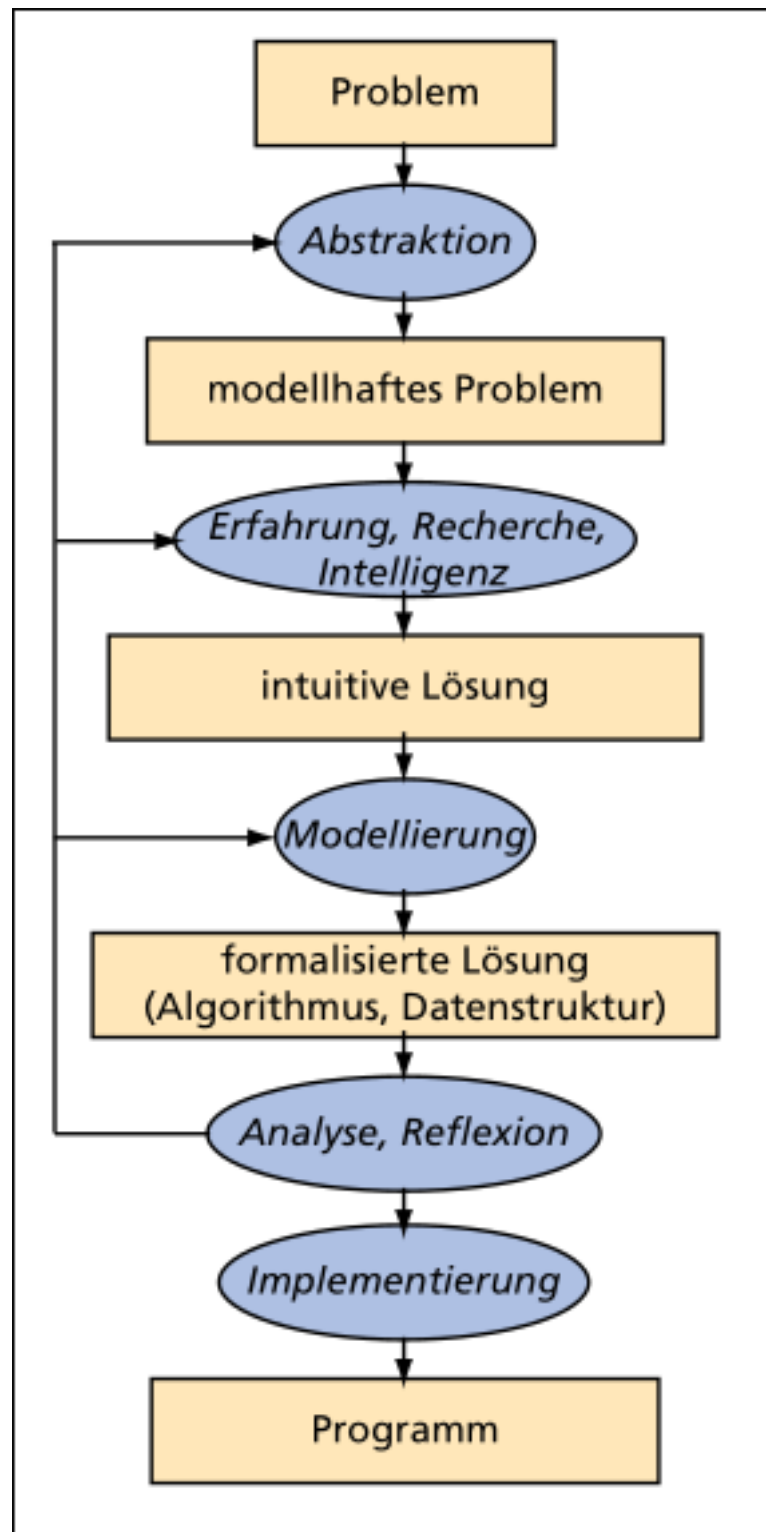 Problem
Abstraktion
modellhaftes Problem
Erfahrung, Recherche,
Intelligenz
intuitive Lösung
Modellierung
formalisierte Lösung
(Algorithmus, Datenstruktur)
Analyse, Reflexion
Implementierung
Programm